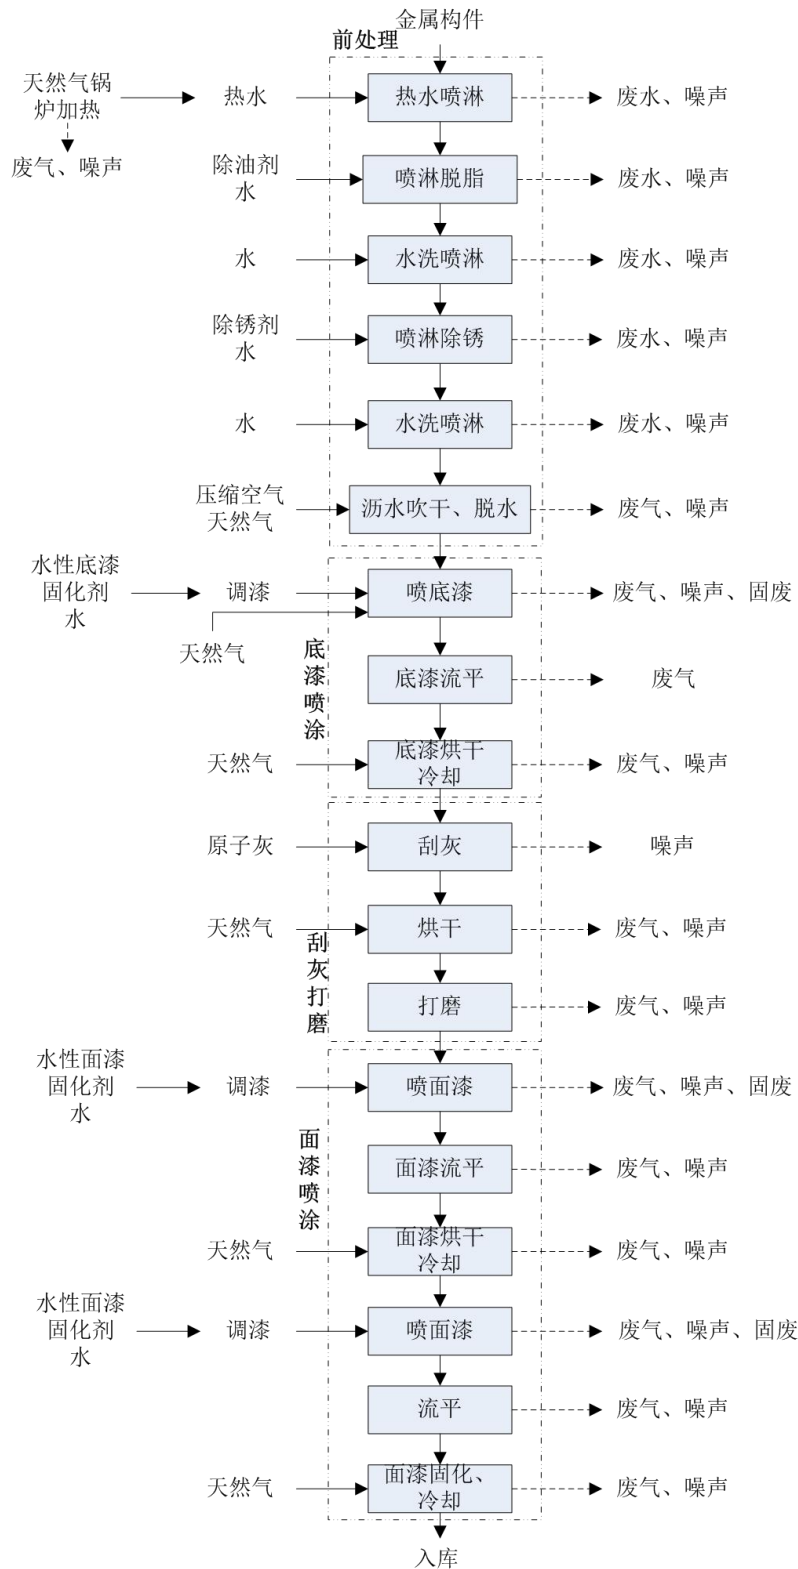 金属构件
前处理
天然气锅
炉加热
热水
热水喷淋
废水、噪声
废气、噪声
除油剂
水
喷淋脱脂
废水、噪声
水
水洗喷淋
废水、噪声
除锈剂
水
喷淋除锈
废水、噪声
水
水洗喷淋
废水、噪声
压缩空气
天然气
沥水吹干、脱水
废气、噪声
水性底漆
固化剂
水
调漆
喷底漆
废气、噪声、固废
天然气
底漆喷涂
底漆流平
废气
天然气
底漆烘干
冷却
废气、噪声
原子灰
刮灰
噪声
天然气
烘干
废气、噪声
刮灰打磨
打磨
废气、噪声
水性面漆
固化剂
水
调漆
喷面漆
废气、噪声、固废
面漆喷涂
面漆流平
废气、噪声
天然气
面漆烘干
冷却
废气、噪声
水性面漆
固化剂
水
调漆
喷面漆
废气、噪声、固废
流平
废气、噪声
天然气
面漆固化、
冷却
废气、噪声
入库